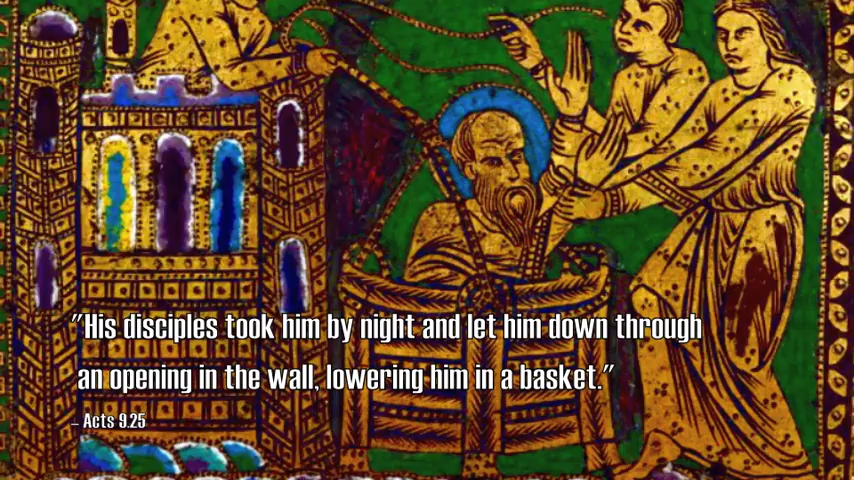 "His disciples took him by night and let him down through
an opening in the wall, lowering him in a basket."
– Acts 9.25